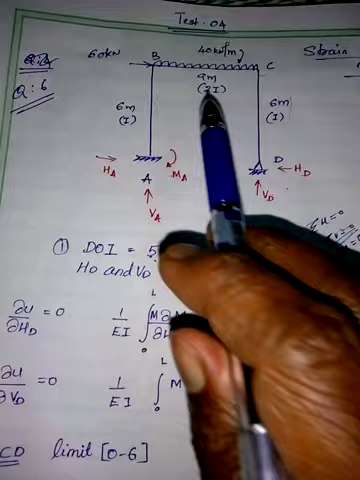 Test-04
Q:6
60kN B 40kN/m C
9m
(2I)
6m
(I)
6m
(I)
Strain
HA MA
A
VA
D HD
VD
M=0
① DOI = 5
HD and VD
∂U/∂HD = 0 1/EI ∫ M ∂M
L
0
∂U/∂VD = 0 1/EI ∫ M
L
0
CD limit [0-6]